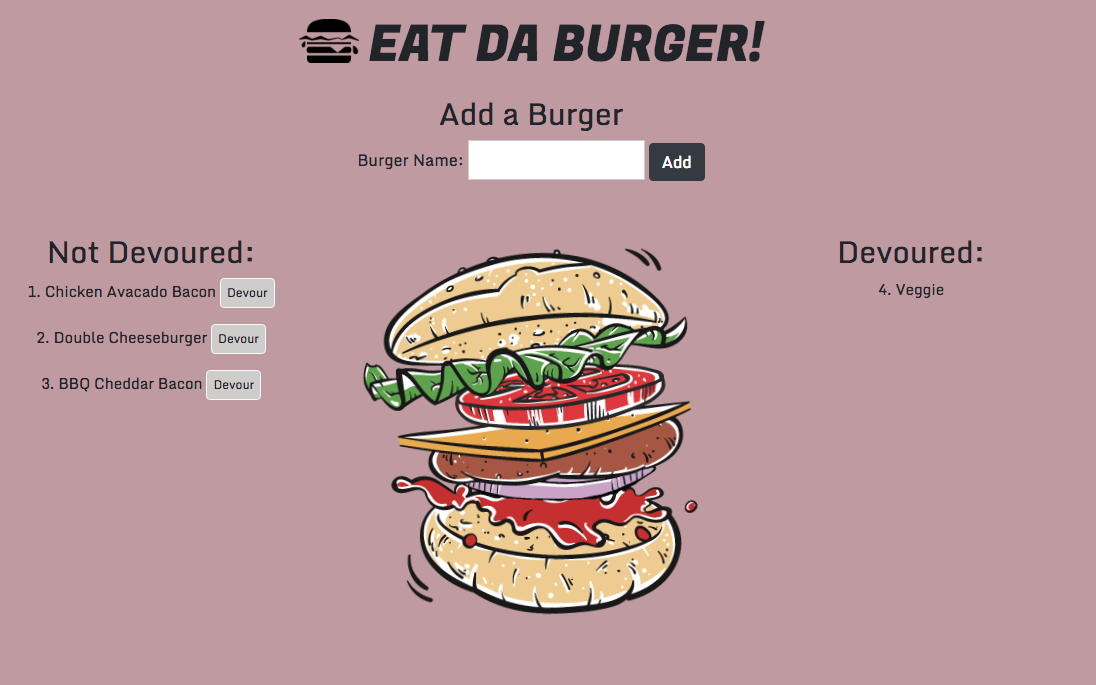 EAT DA BURGER!
Add a Burger
Burger Name: Add
Not Devoured:
1. Chicken Avacado Bacon Devour
2. Double Cheeseburger Devour
3. BBQ Cheddar Bacon Devour
Devoured:
4. Veggie